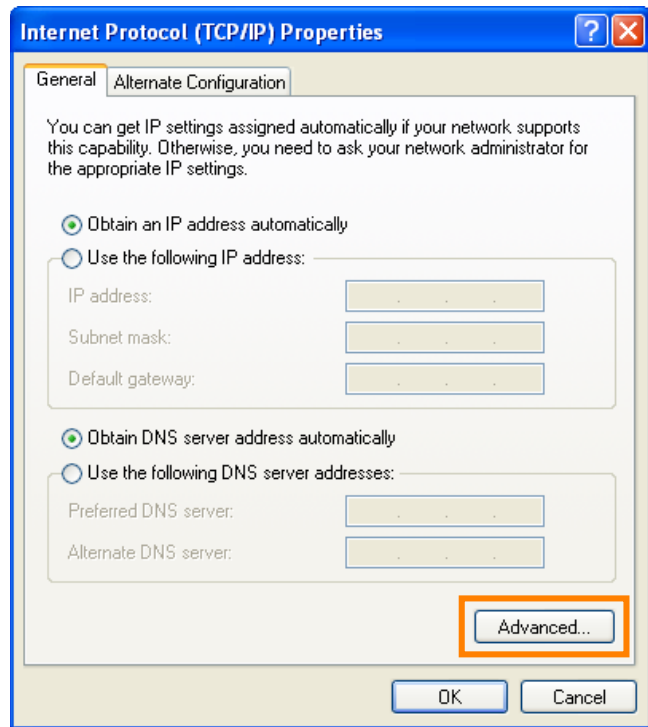 Internet Protocol (TCP/IP) Properties
?
General
Alternate Configuration
You can get IP settings assigned automatically if your network supports
this capability. Otherwise, you need to ask your network administrator for
the appropriate IP settings.
Obtain an IP address automatically
Use the following IP address:
IP address:
Subnet mask:
Default gateway:
Obtain DNS server address automatically
Use the following DNS server addresses:
Preferred DNS server:
Alternate DNS server:
Advanced...
OK
Cancel